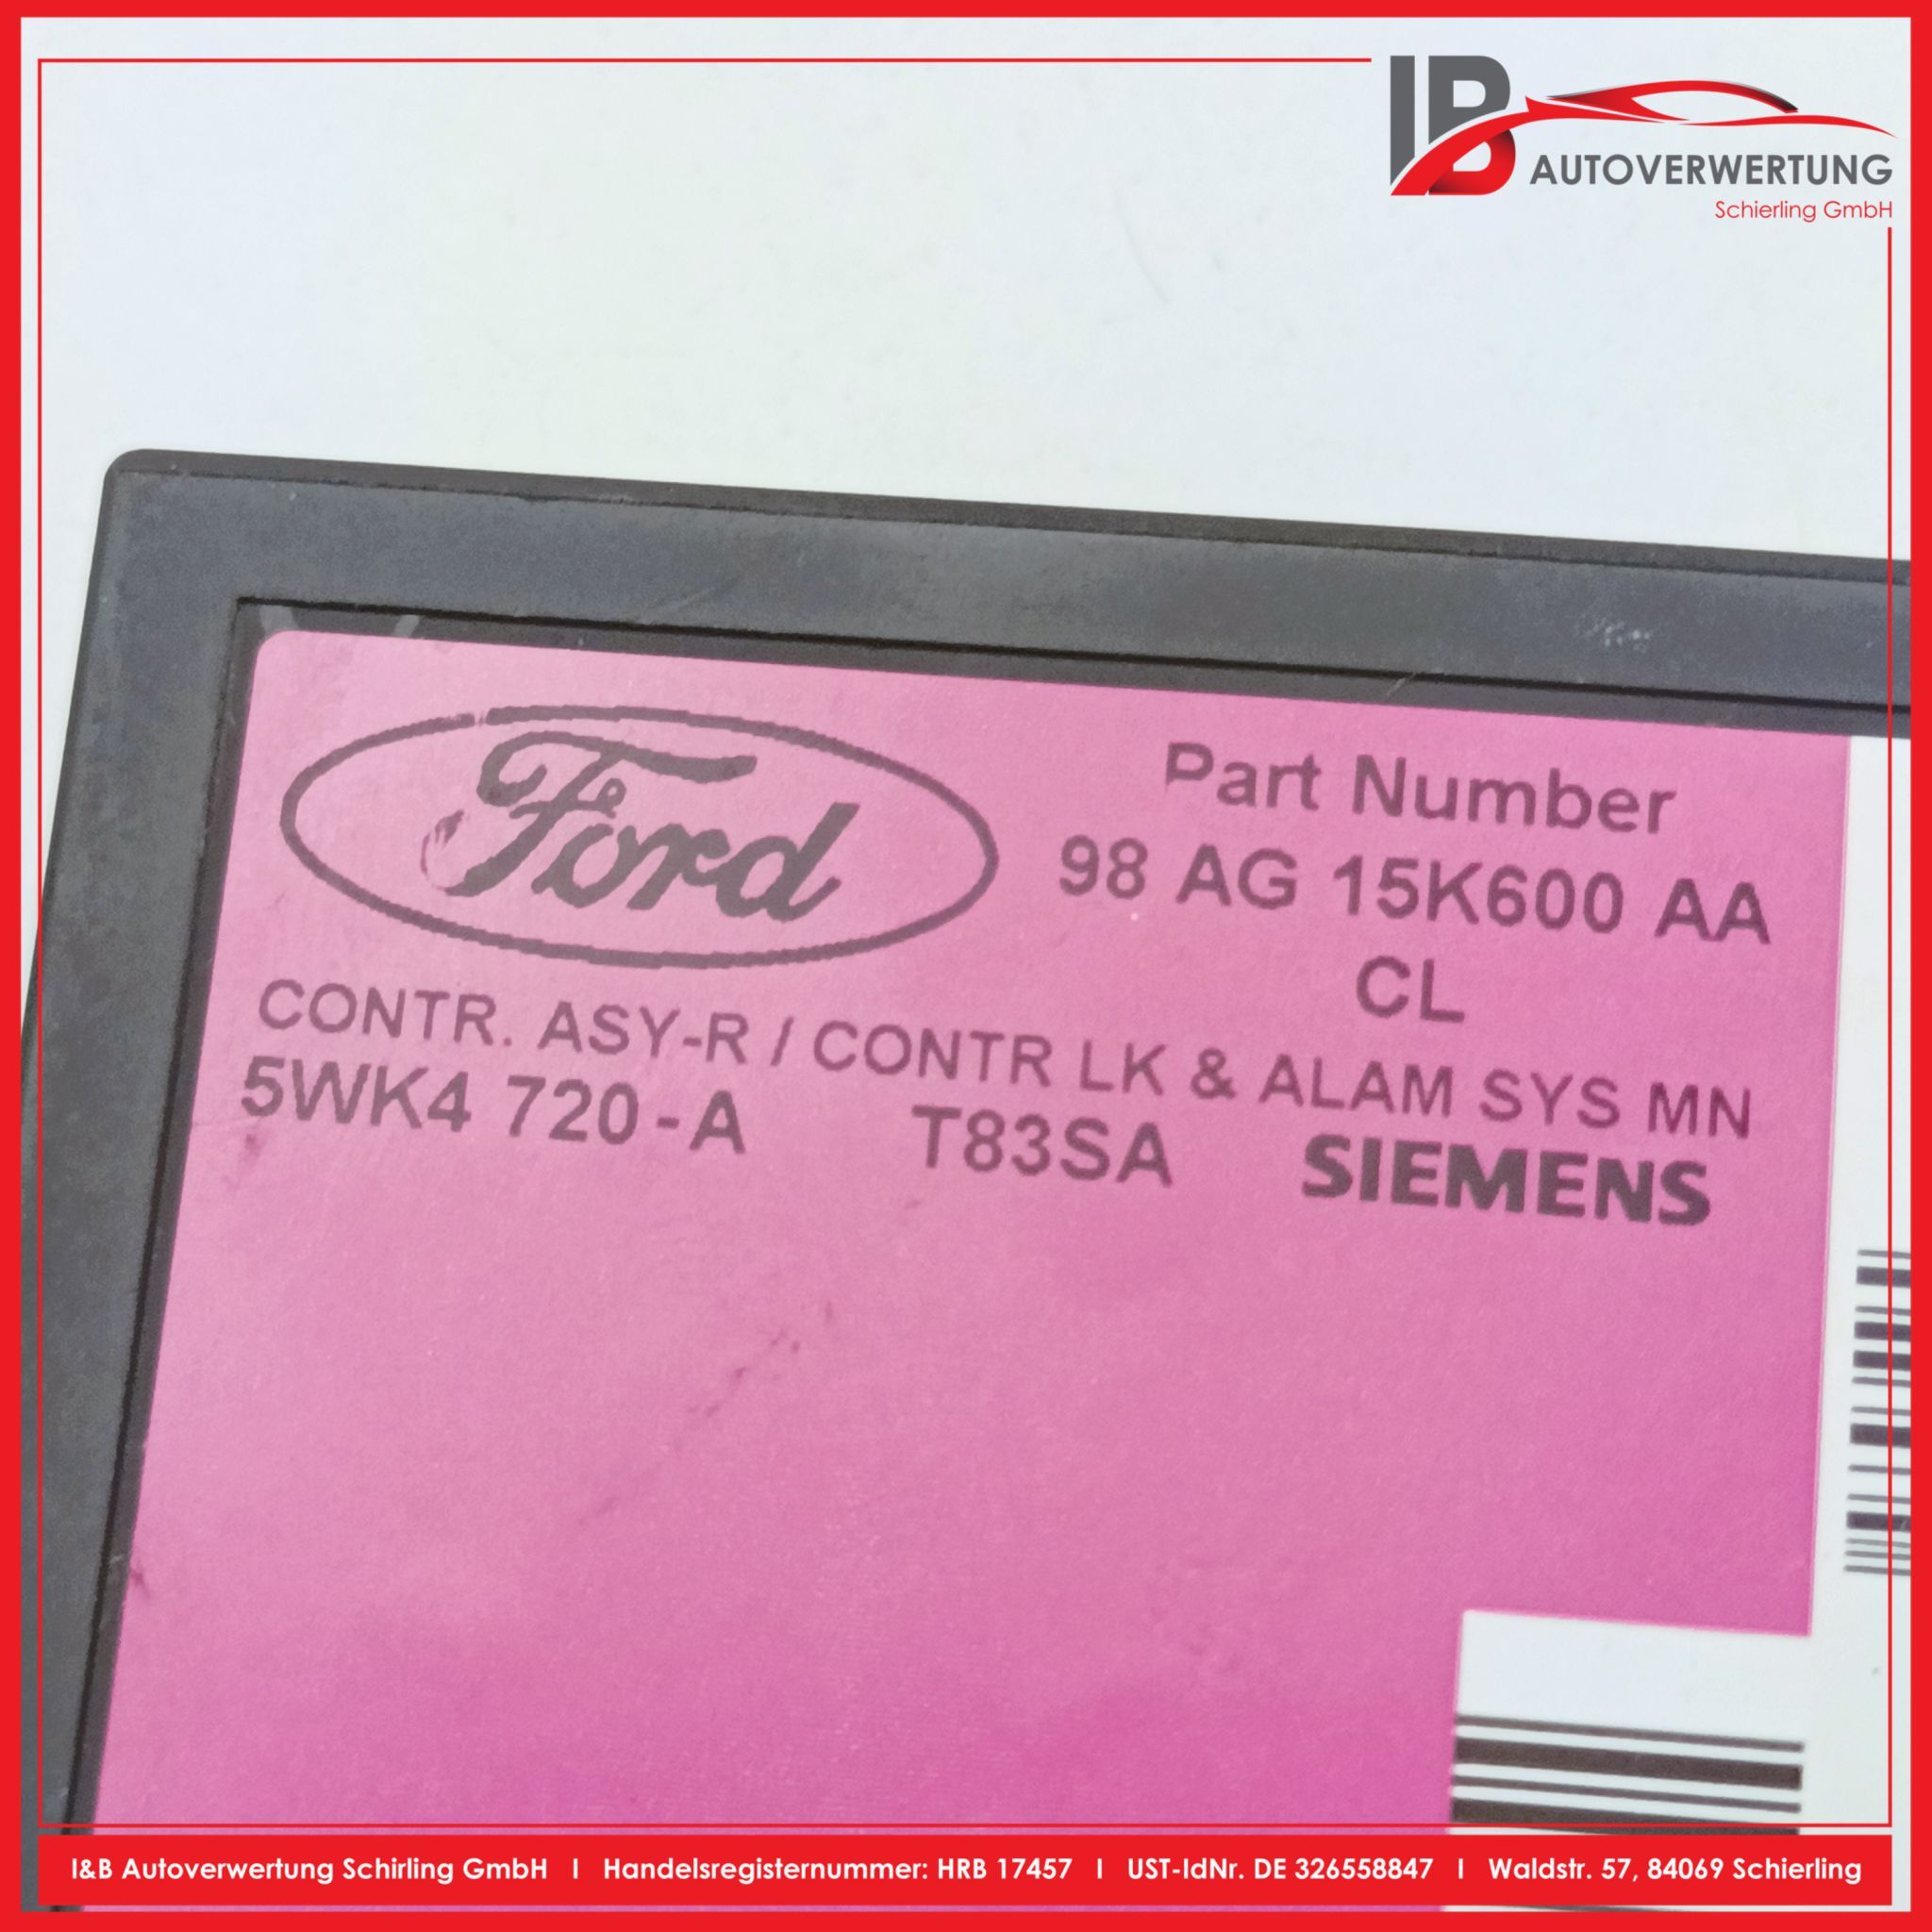 IB
AUTOVERWERTUNG
Schierling GmbH
Ford
Part Number
98 AG 15K600 AA
CL
CONTR. ASY-R / CONTR LK & ALAM SYS MN
5WK4 720-A T83SA SIEMENS
I&B Autoverwertung Schirling GmbH I Handelsregisternummer: HRB 17457 I UST-IdNr. DE 326558847 I Waldstr. 57, 84069 Schierling